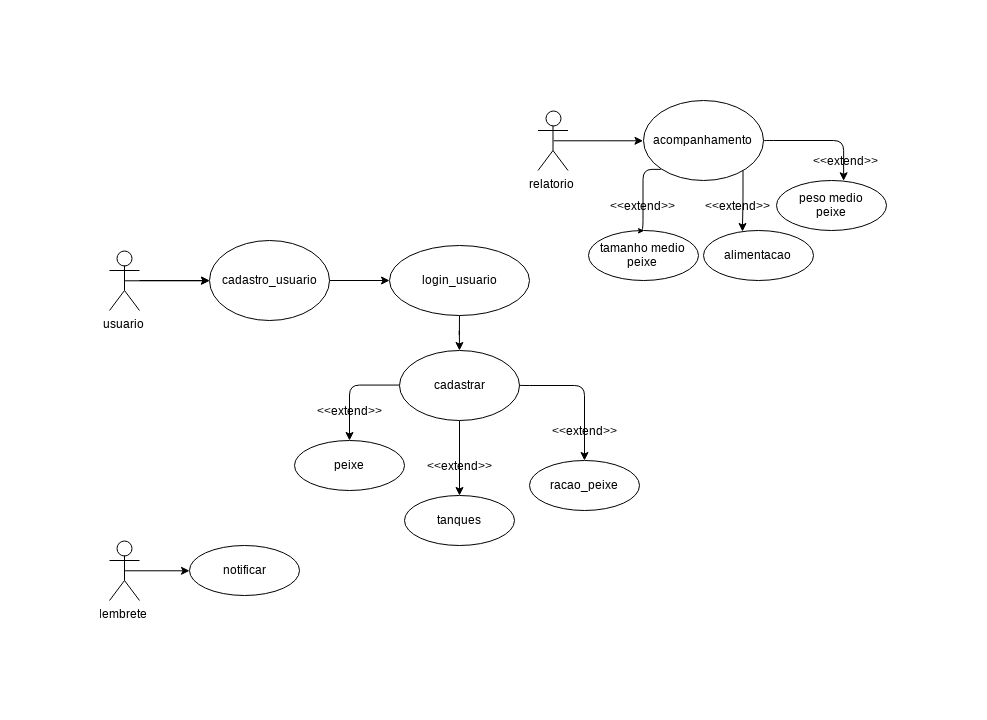 acompanhamento
relatorio
<<extend>>
<<extend>>
<<extend>>
peso medio
peixe
tamanho medio
peixe
alimentacao
usuario
cadastro_usuario
login_usuario
cadastrar
<<extend>>
<<extend>>
<<extend>>
peixe
racao_peixe
tanques
lembrete
notificar